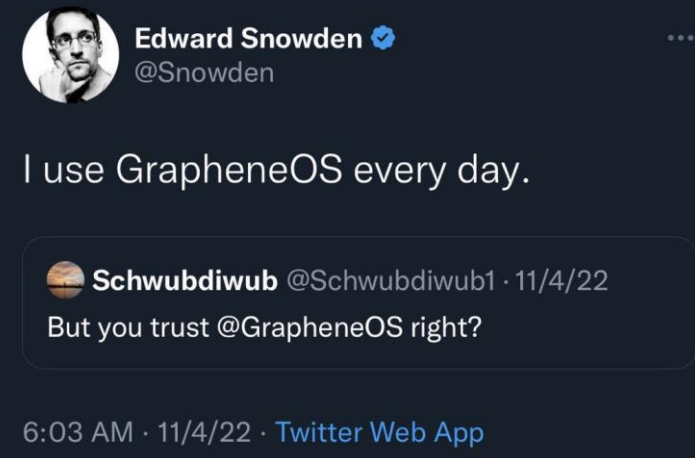 Edward Snowden
@Snowden
I use GrapheneOS every day.
Schwubdiwub @Schwubdiwub1 · 11/4/22
But you trust @GrapheneOS right?
6:03 AM · 11/4/22 · Twitter Web App